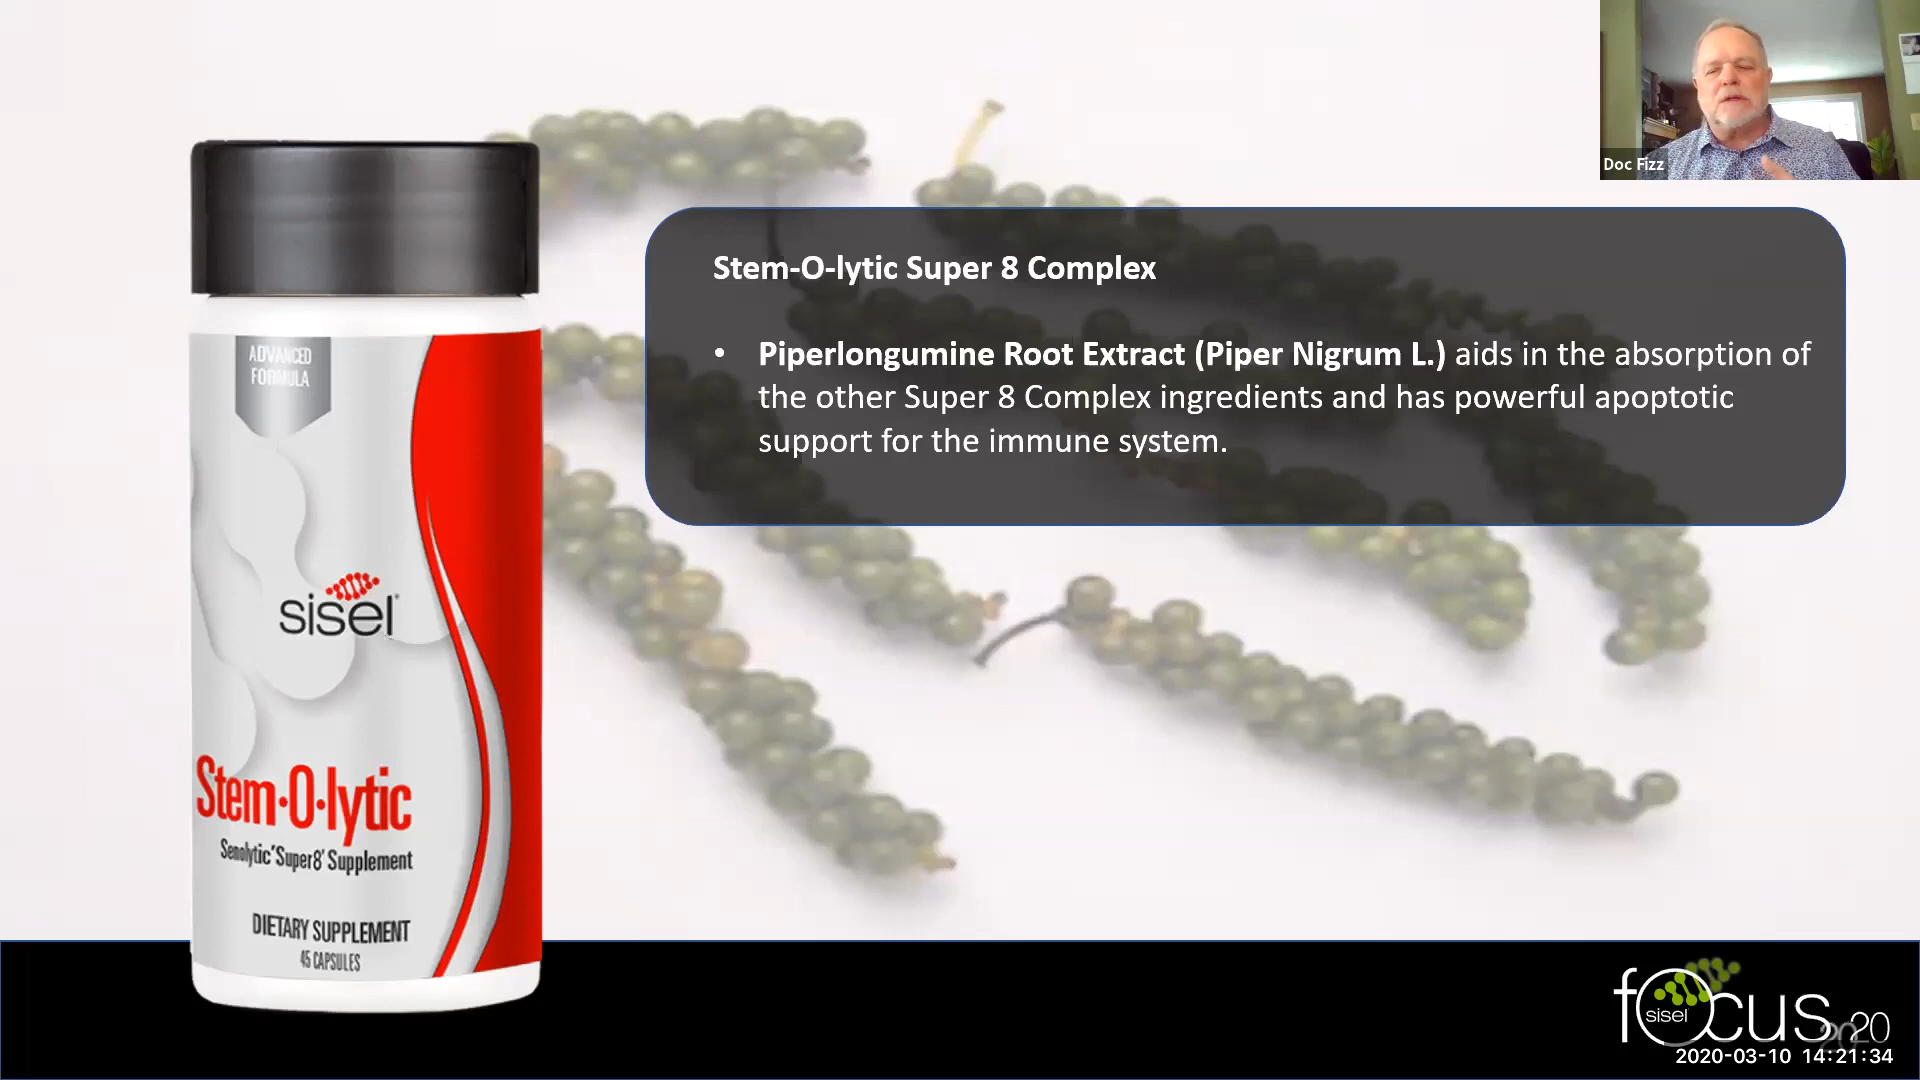 Doc Fizz
Stem-O-lytic Super 8 Complex
• Piperlongumine Root Extract (Piper Nigrum L.) aids in the absorption of
the other Super 8 Complex ingredients and has powerful apoptotic
support for the immune system.
ADVANCED
FORMULA
sisel®
Stem·O·lytic
Senolytic "Super8" Supplement
DIETARY SUPPLEMENT
45 CAPSULES
focus 2020
sisel
2020-03-10 14:21:34